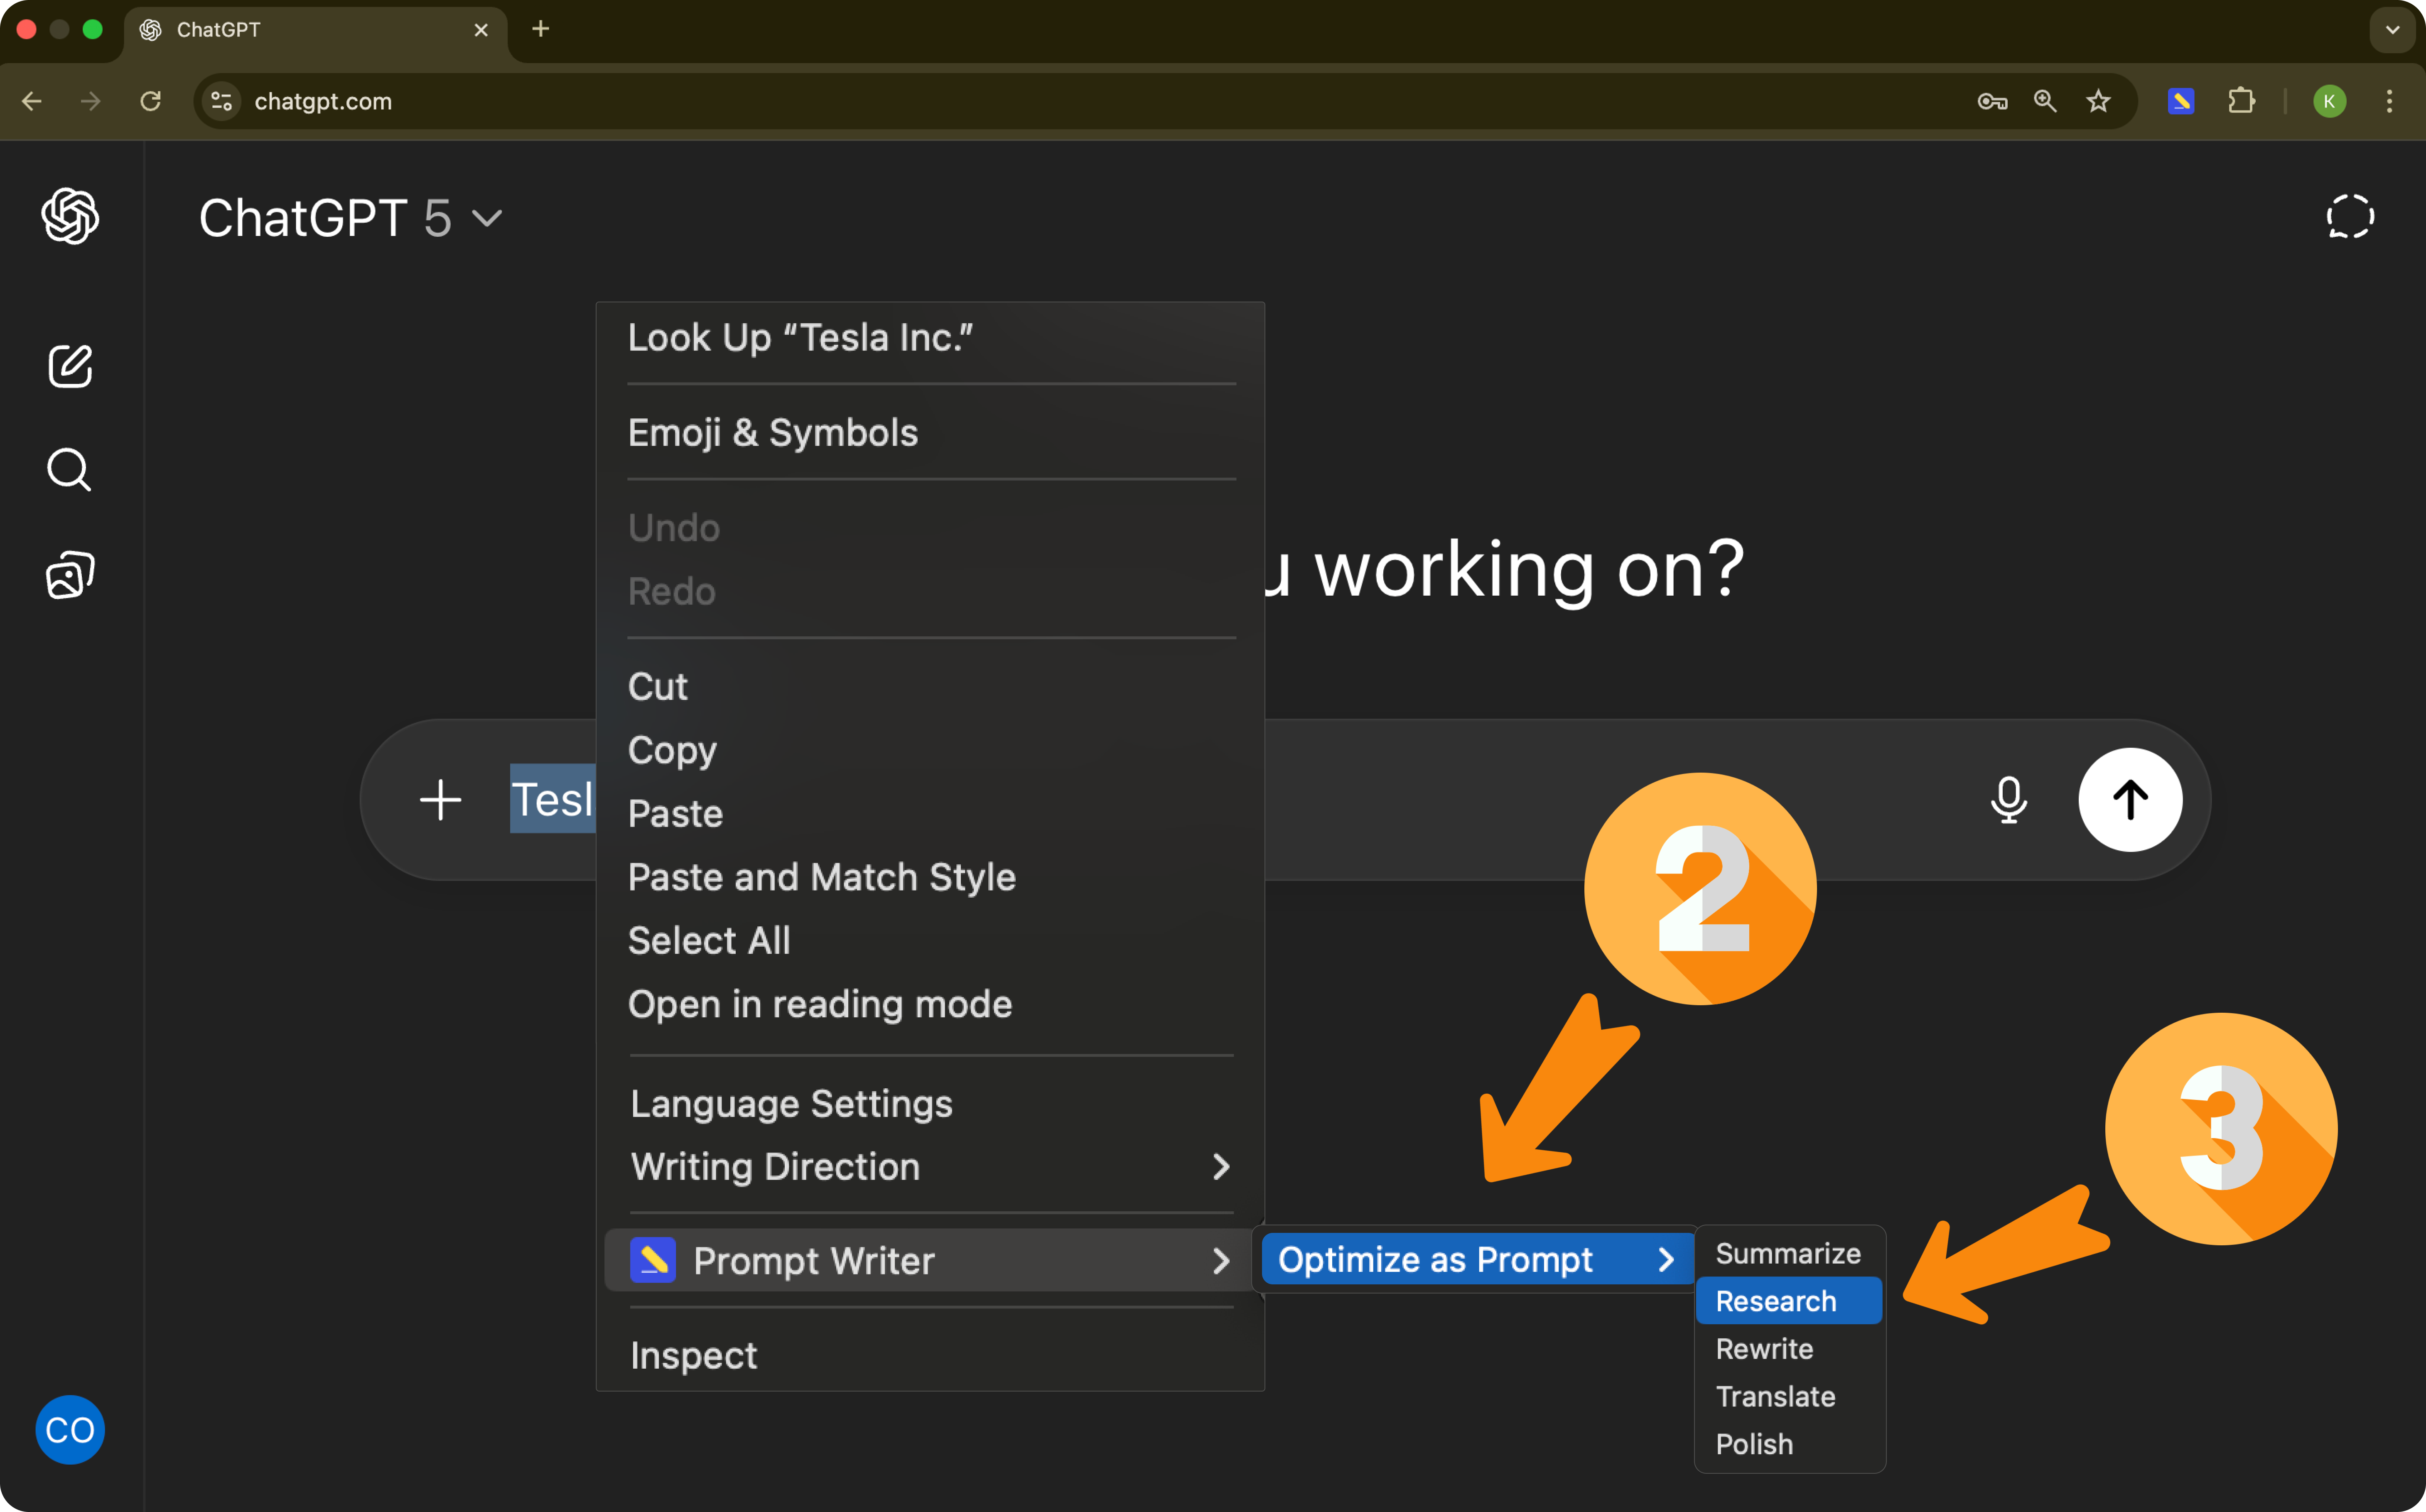 ChatGPT
chatgpt.com
K
ChatGPT 5
Look Up “Tesla Inc.”
Emoji & Symbols
Undo
Redo
u working on?
Cut
Copy
Tesl
Paste
Paste and Match Style
Select All
Open in reading mode
2
Language Settings
Writing Direction
3
Prompt Writer
Optimize as Prompt
Summarize
Research
Rewrite
Translate
Polish
Inspect
CO